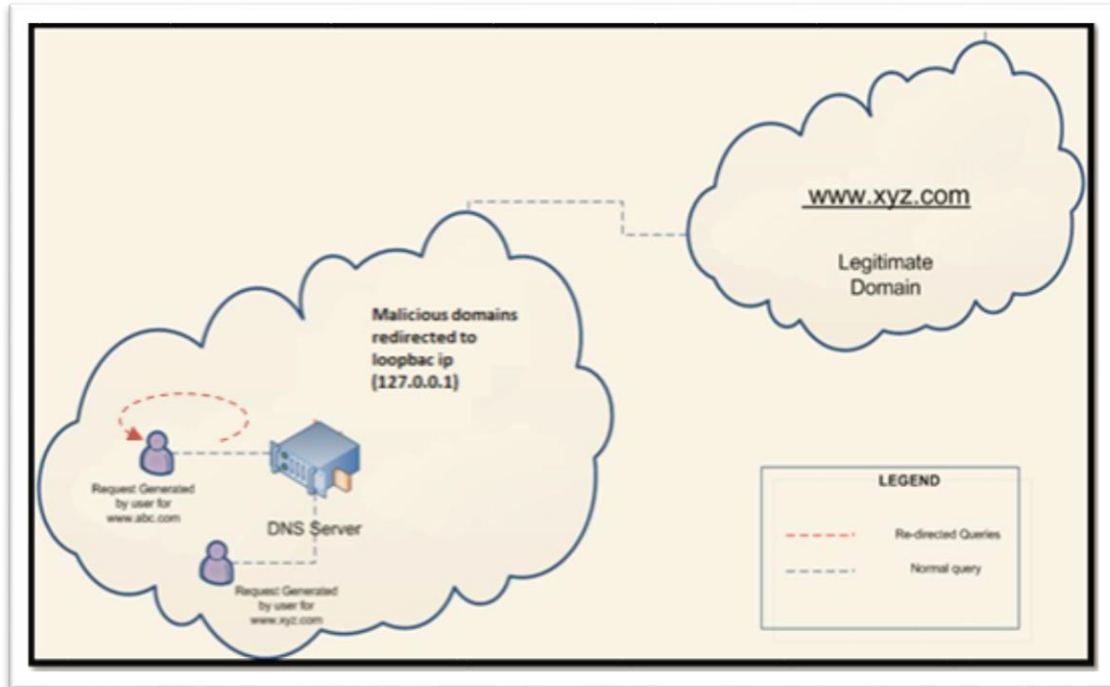 www.xyz.com
Legitimate
Domain
Malicious domains
redirected to
loopbac ip
(127.0.0.1)
Request Generated
by user for
www.abc.com
DNS Server
Request Generated
by user for
www.xyz.com
LEGEND
Re-directed Queries
Normal query